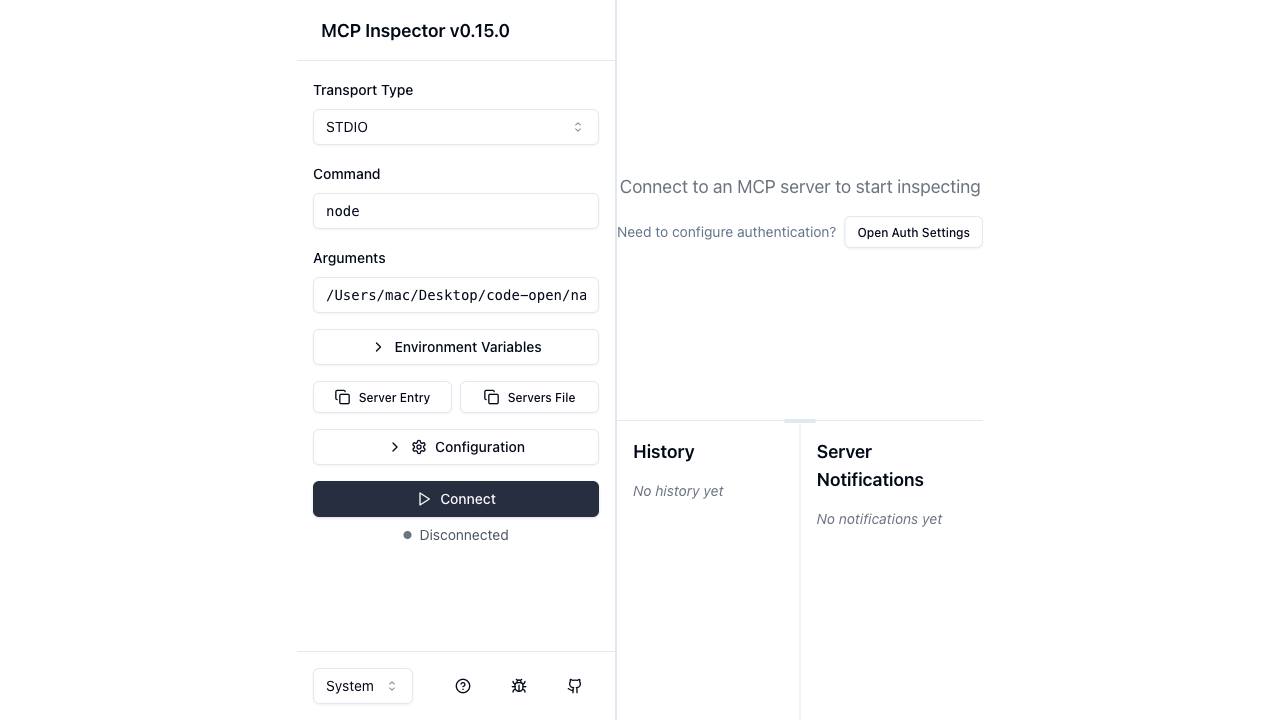 MCP Inspector v0.15.0
Transport Type
STDIO
Command
node
Arguments
/Users/mac/Desktop/code-open/na
Environment Variables
Server Entry
Servers File
Configuration
Connect
Disconnected
System
Connect to an MCP server to start inspecting
Need to configure authentication?
Open Auth Settings
History
No history yet
Server
Notifications
No notifications yet